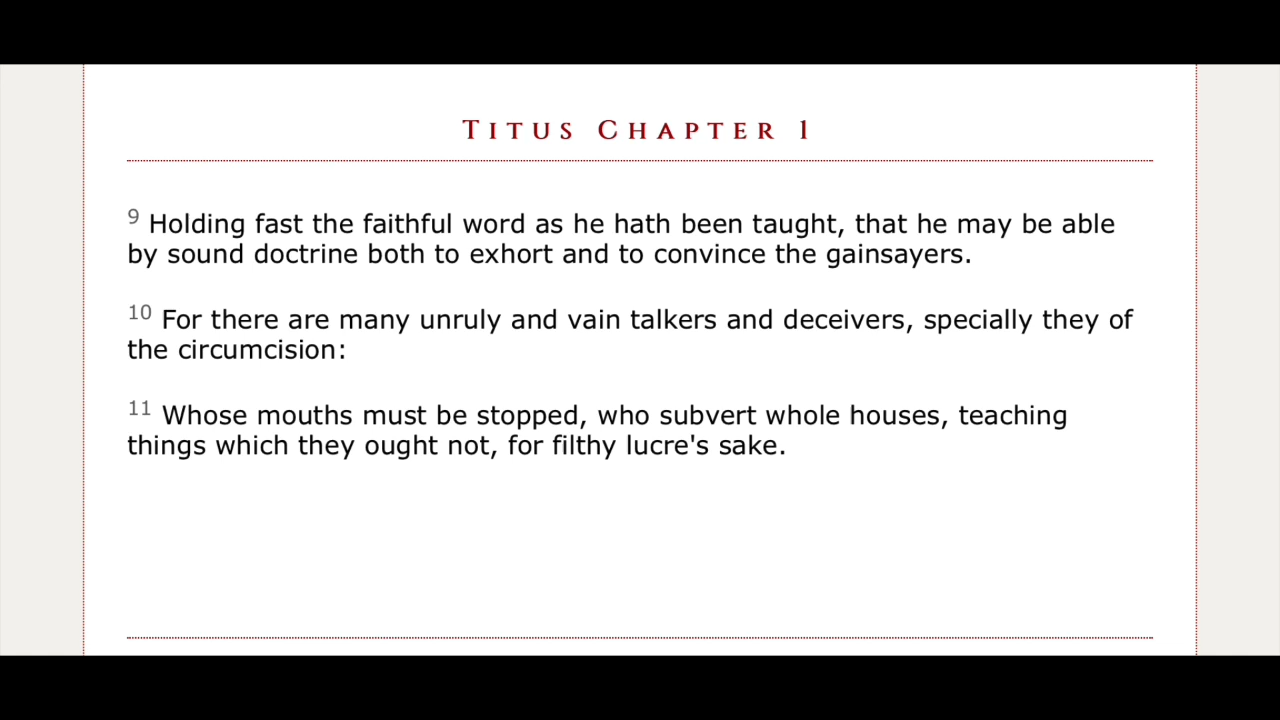 Titus Chapter 1
9 Holding fast the faithful word as he hath been taught, that he may be able
by sound doctrine both to exhort and to convince the gainsayers.
10 For there are many unruly and vain talkers and deceivers, specially they of
the circumcision:
11 Whose mouths must be stopped, who subvert whole houses, teaching
things which they ought not, for filthy lucre's sake.